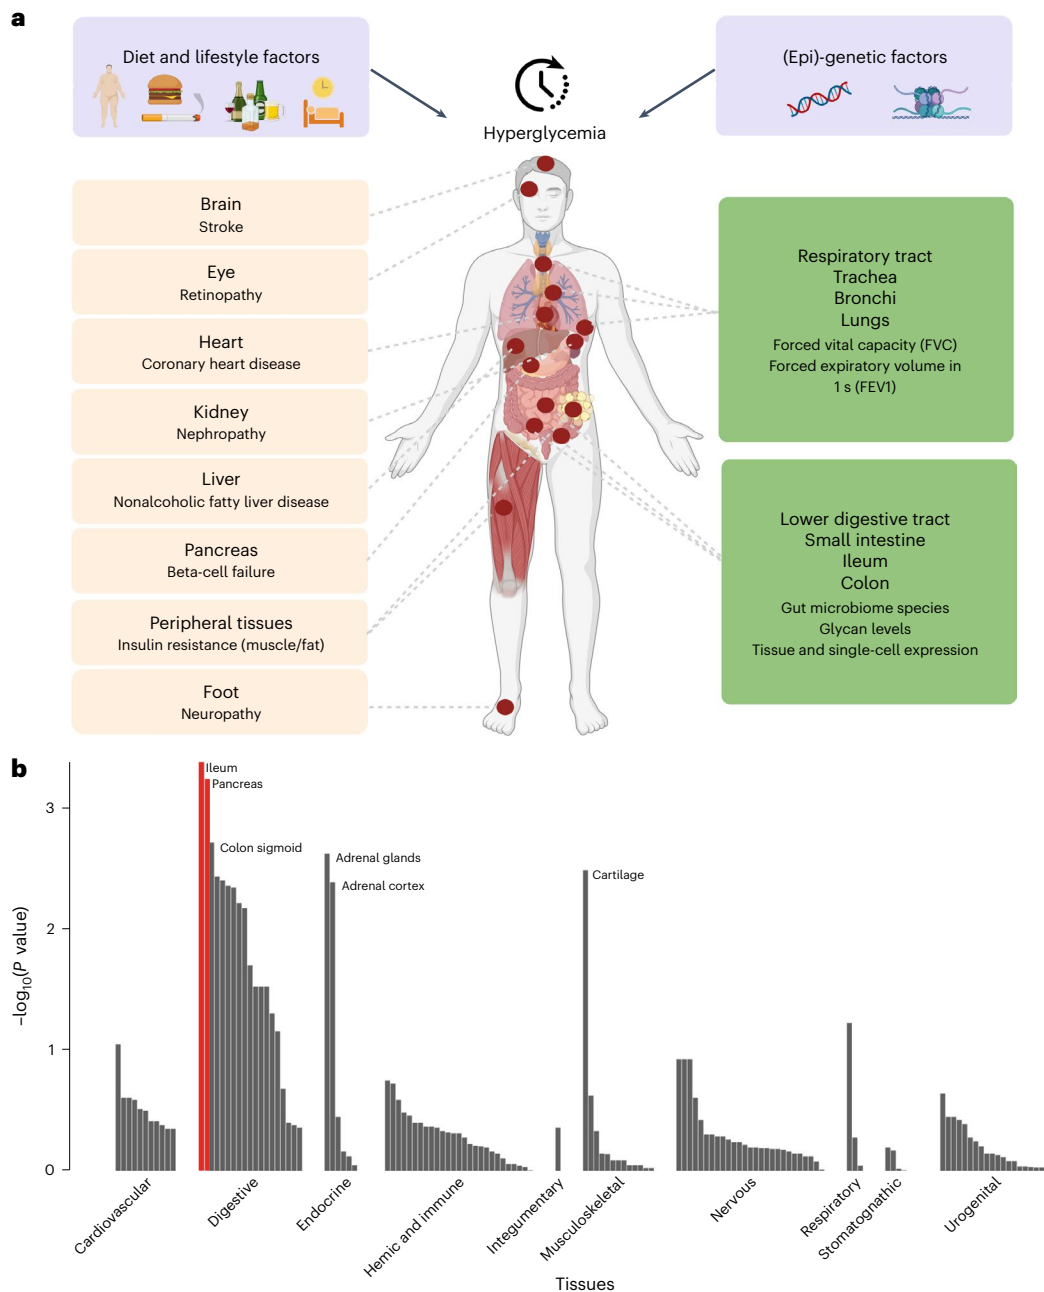 a
Diet and lifestyle factors
(Epi)-genetic factors
Hyperglycemia
Brain
Stroke
Eye
Retinopathy
Heart
Coronary heart disease
Kidney
Nephropathy
Liver
Nonalcoholic fatty liver disease
Pancreas
Beta-cell failure
Peripheral tissues
Insulin resistance (muscle/fat)
Foot
Neuropathy
Respiratory tract
Trachea
Bronchi
Lungs
Forced vital capacity (FVC)
Forced expiratory volume in
1 s (FEV1)
Lower digestive tract
Small intestine
Ileum
Colon
Gut microbiome species
Glycan levels
Tissue and single-cell expression
b
Ileum
Pancreas
Colon sigmoid
Adrenal glands
Adrenal cortex
Cartilage
3
2
1
0
−log10(P value)
Cardiovascular
Digestive
Endocrine
Hemic and immune
Integumentary
Musculoskeletal
Nervous
Respiratory
Stomatognathic
Urogenital
Tissues